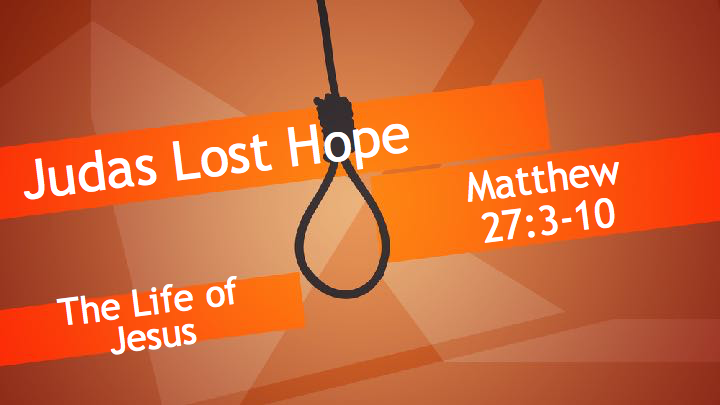 Judas Lost Hope
Matthew
27:3-10
The Life of
Jesus